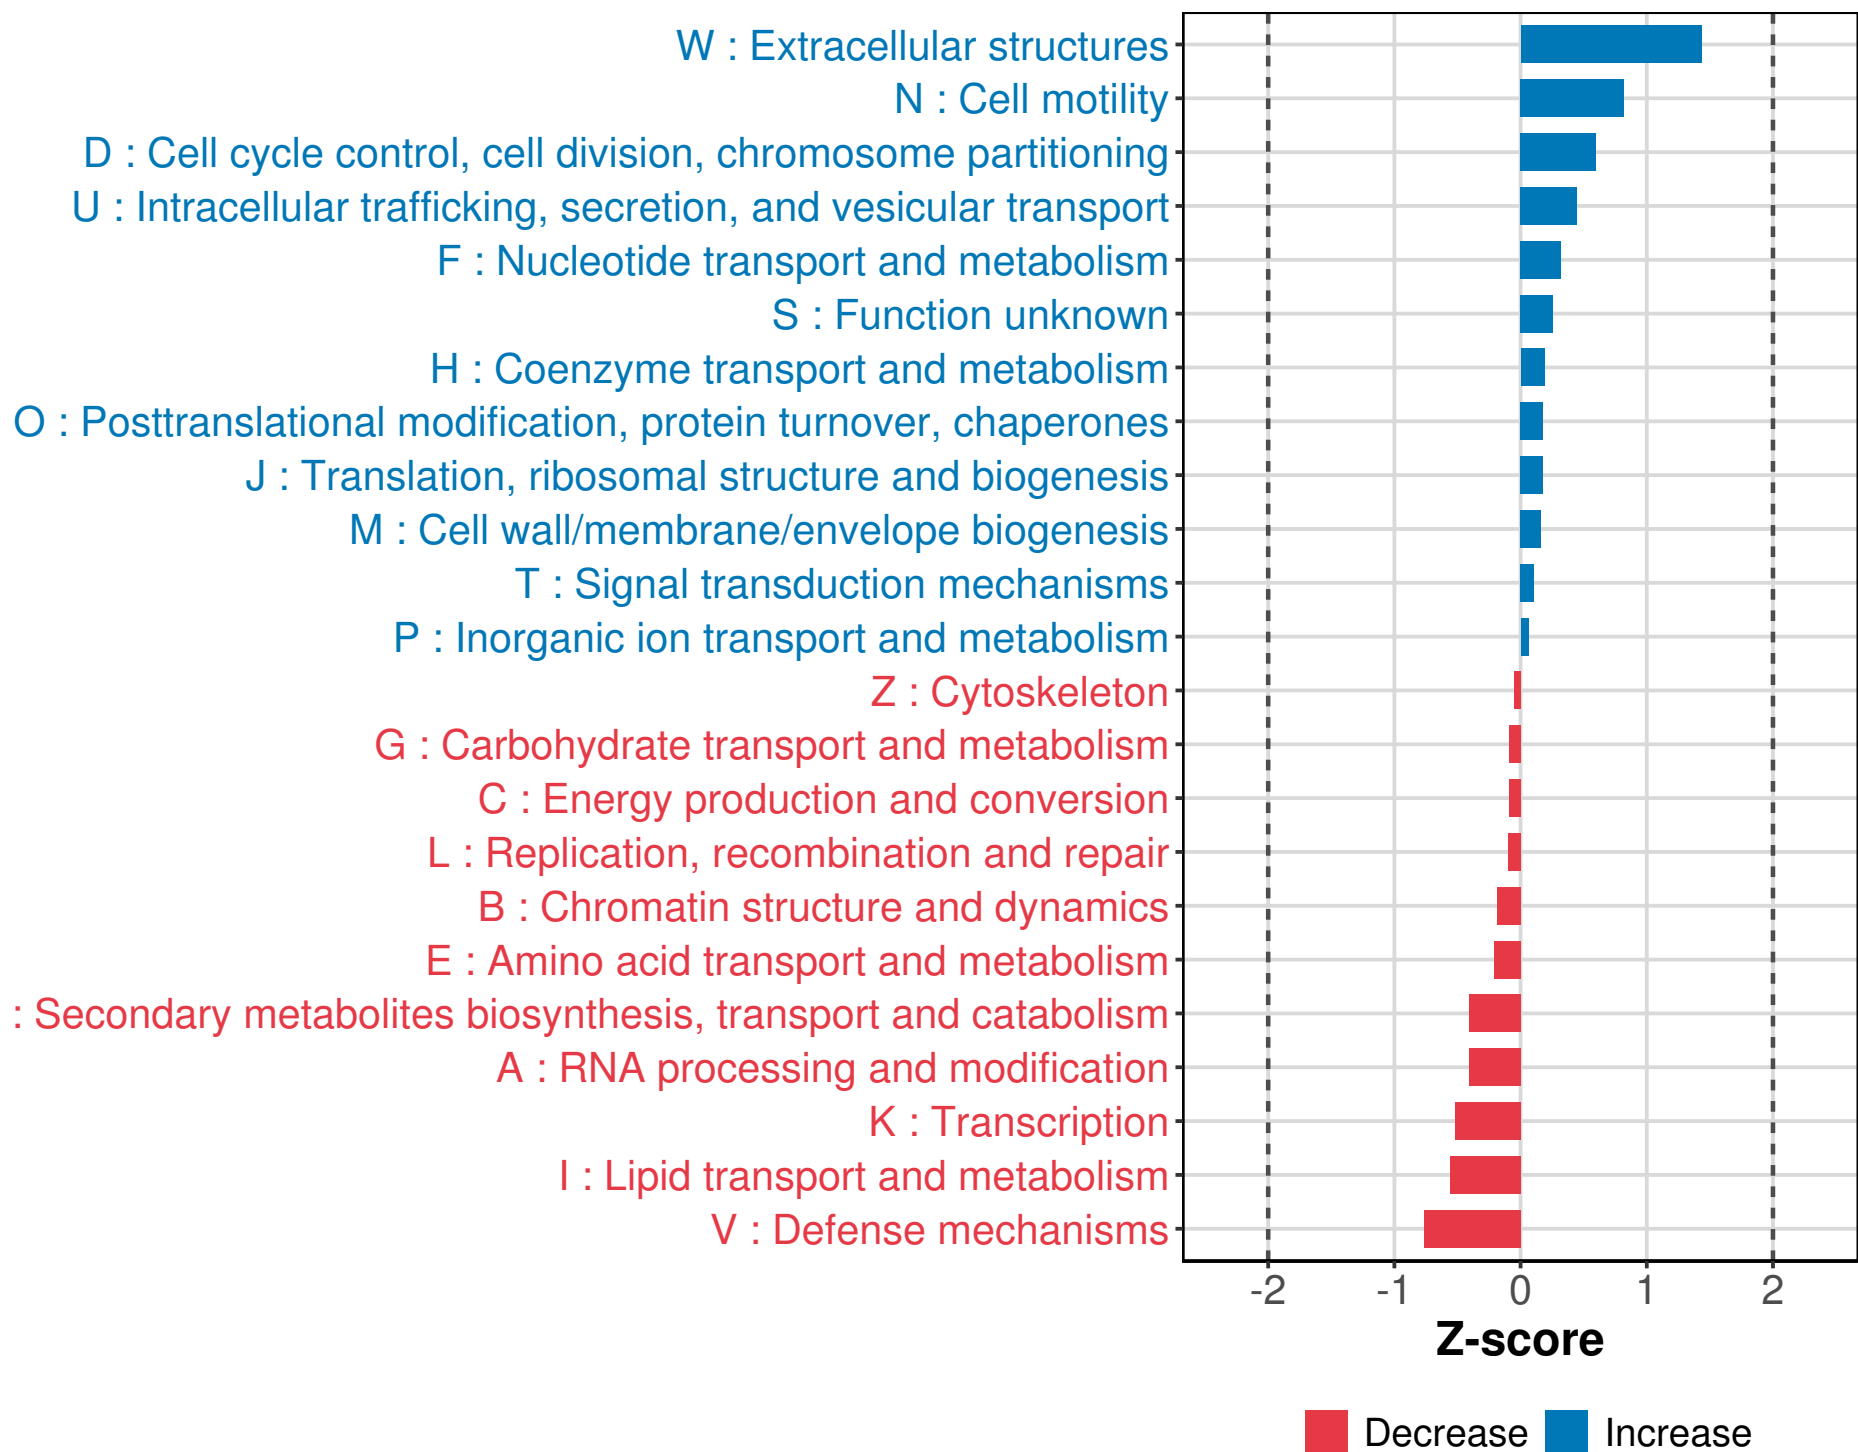 W : Extracellular structures
N : Cell motility
D : Cell cycle control, cell division, chromosome partitioning
U : Intracellular trafficking, secretion, and vesicular transport
F : Nucleotide transport and metabolism
S : Function unknown
H : Coenzyme transport and metabolism
O : Posttranslational modification, protein turnover, chaperones
J : Translation, ribosomal structure and biogenesis
M : Cell wall/membrane/envelope biogenesis
T : Signal transduction mechanisms
P : Inorganic ion transport and metabolism
Z : Cytoskeleton
G : Carbohydrate transport and metabolism
C : Energy production and conversion
L : Replication, recombination and repair
B : Chromatin structure and dynamics
E : Amino acid transport and metabolism
: Secondary metabolites biosynthesis, transport and catabolism
A : RNA processing and modification
K : Transcription
I : Lipid transport and metabolism
V : Defense mechanisms
-2 -1 0 1 2
Z-score
Decrease Increase